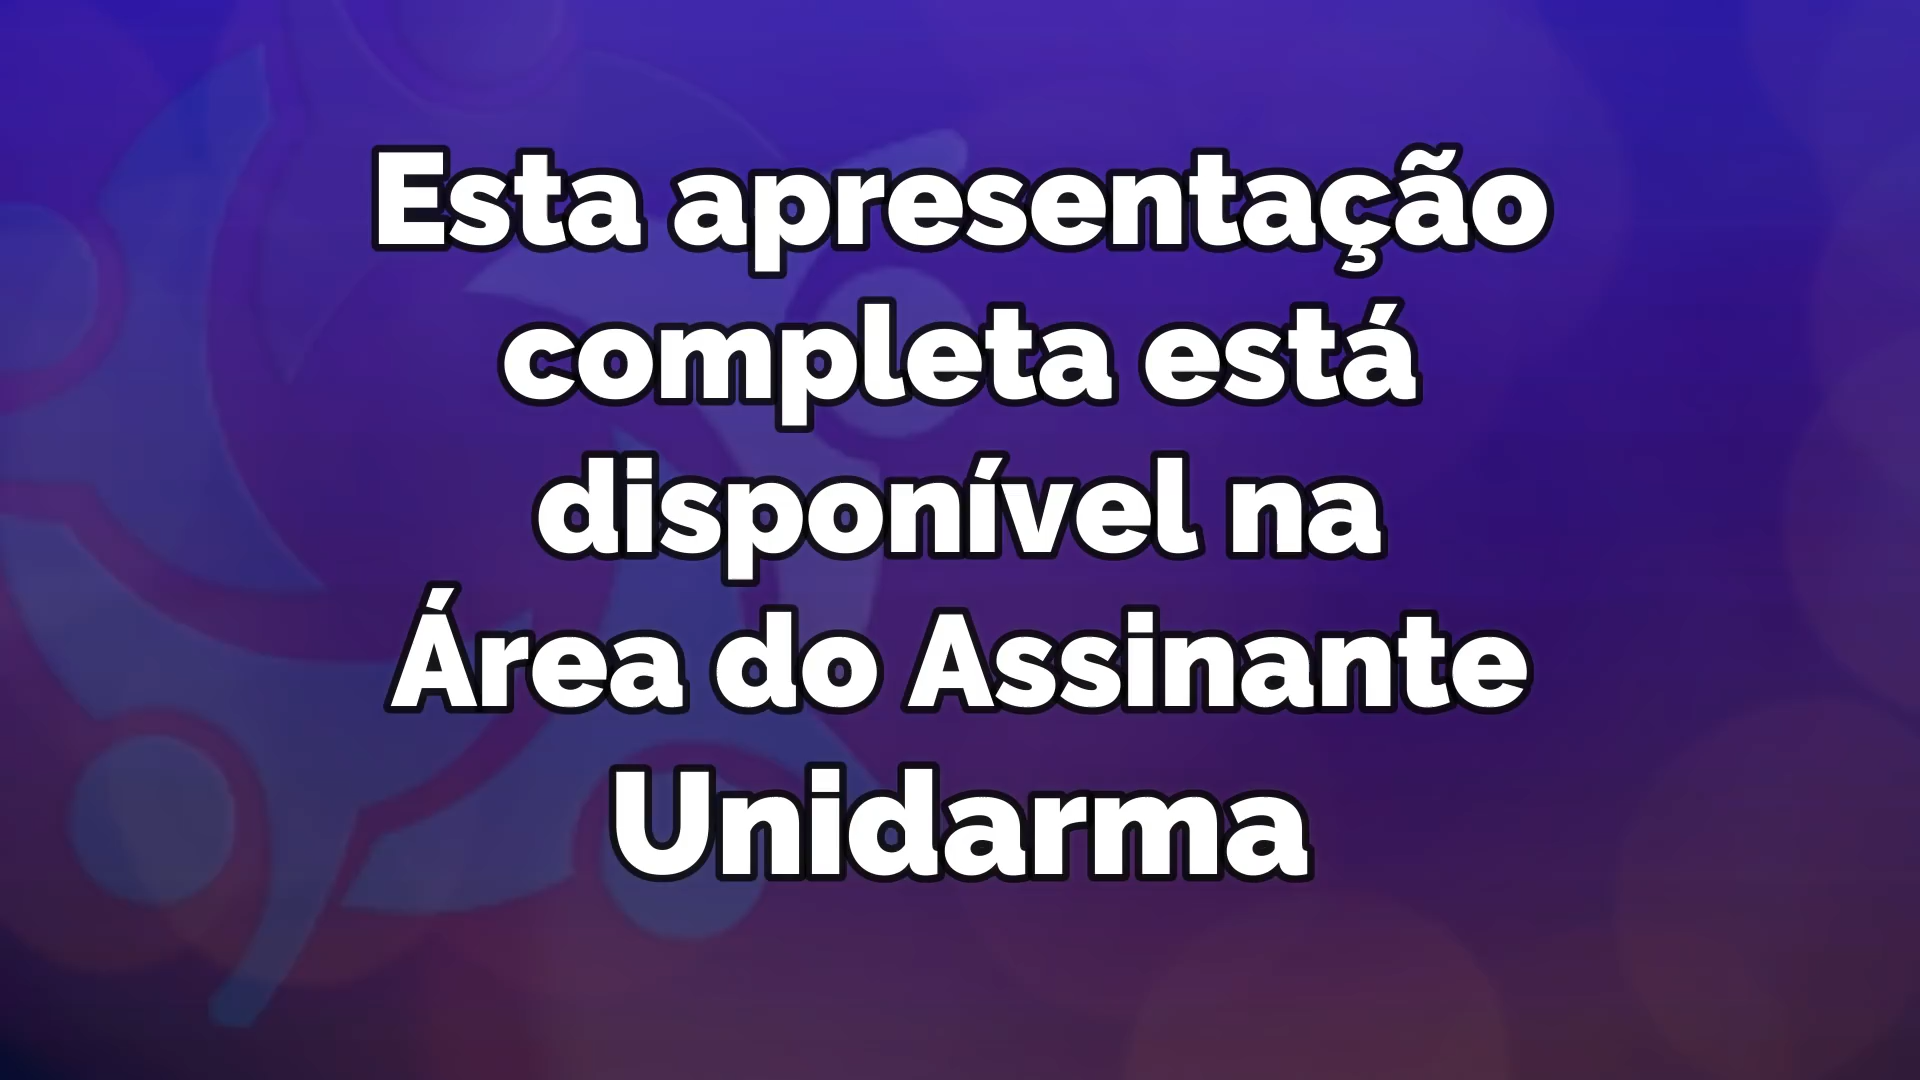 Esta apresentação
completa está
disponível na
Área do Assinante
Unidarma